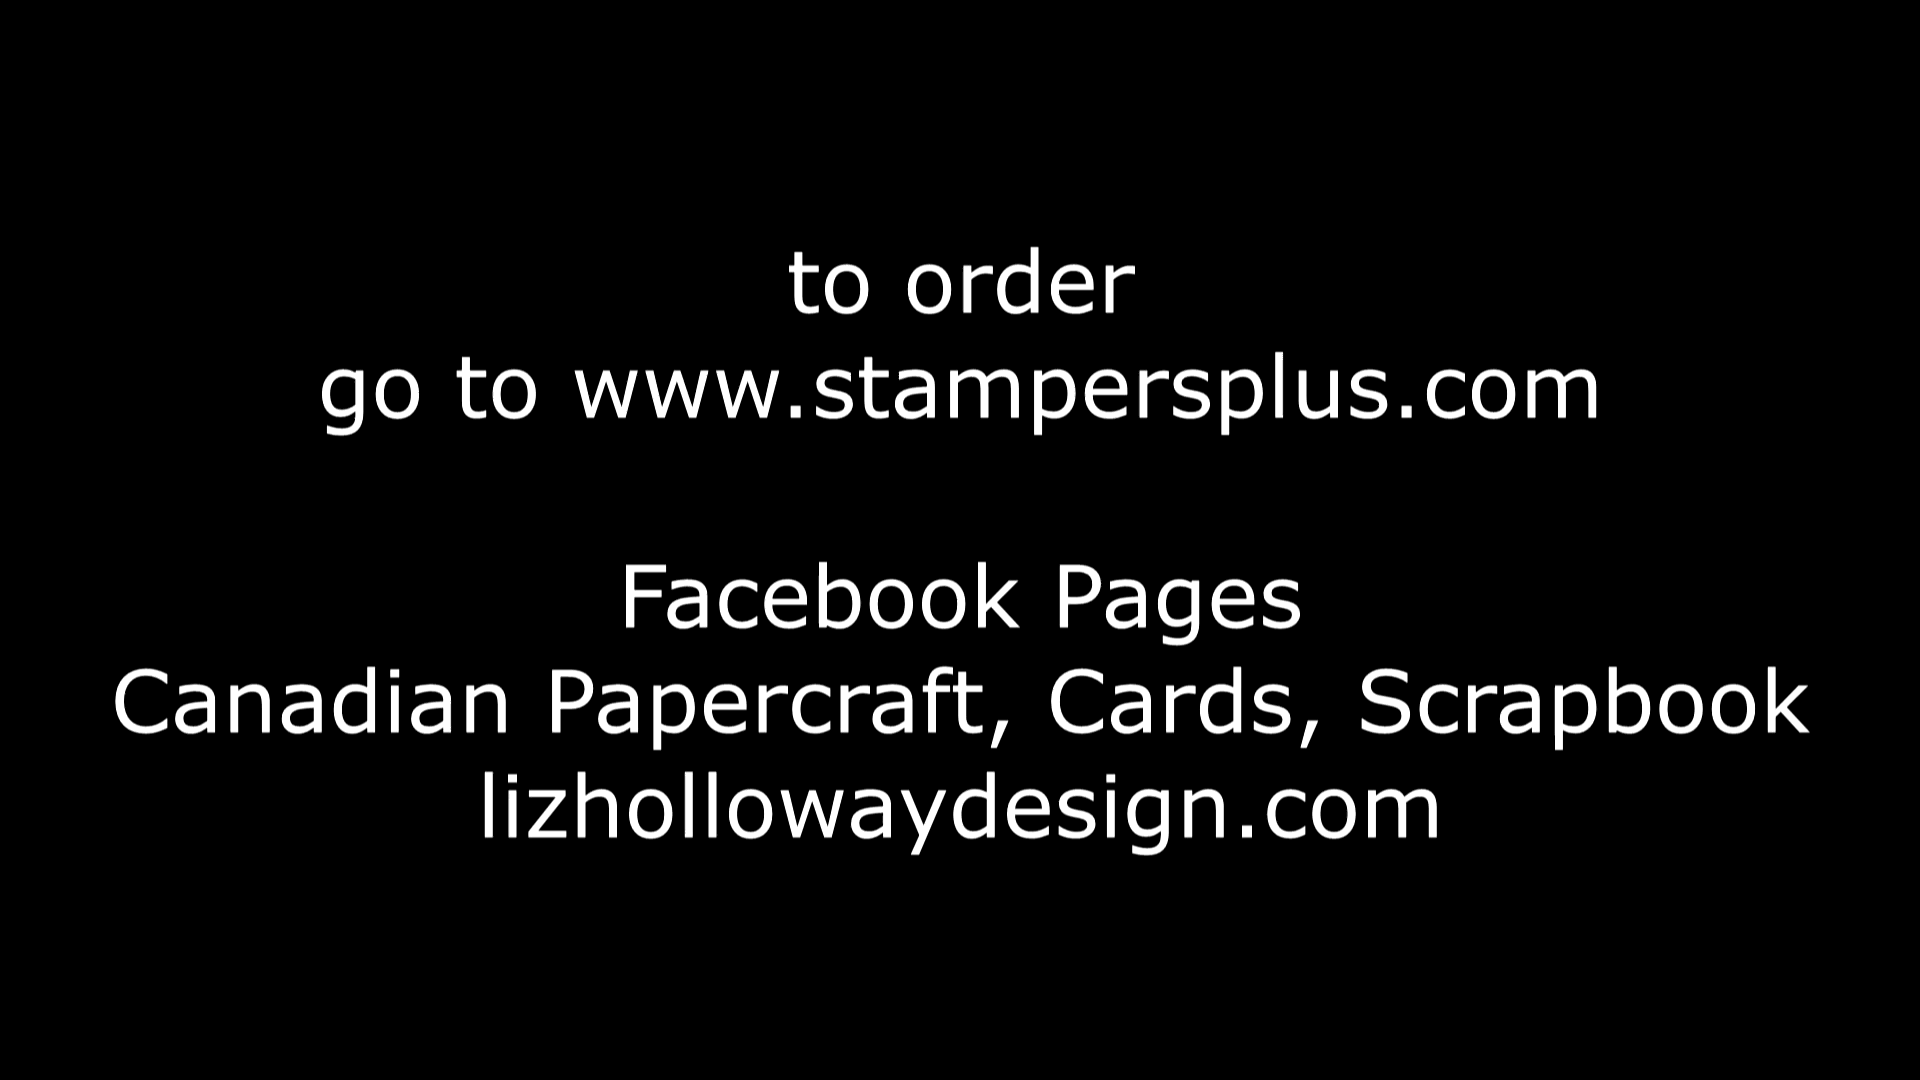 to order
go to www.stampersplus.com
Facebook Pages
Canadian Papercraft, Cards, Scrapbook
lizhollowaydesign.com